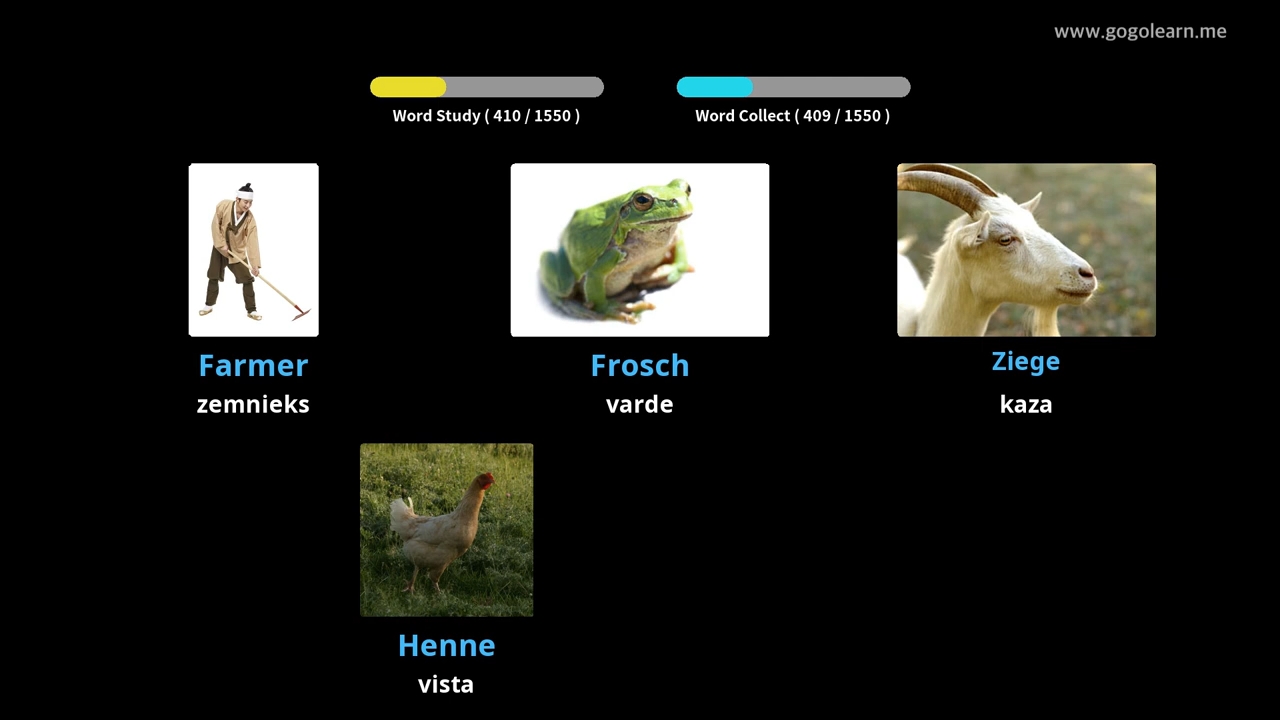 www.gogolearn.me
Word Study ( 410 / 1550 )
Word Collect ( 409 / 1550 )
Farmer
zemnieks
Frosch
varde
Ziege
kaza
Henne
vista